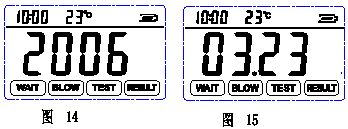 10:00 23℃
2006
WAIT BLOW TEST RESULT
图 14
10:00 23℃
03.23
WAIT BLOW TEST RESULT
图 15